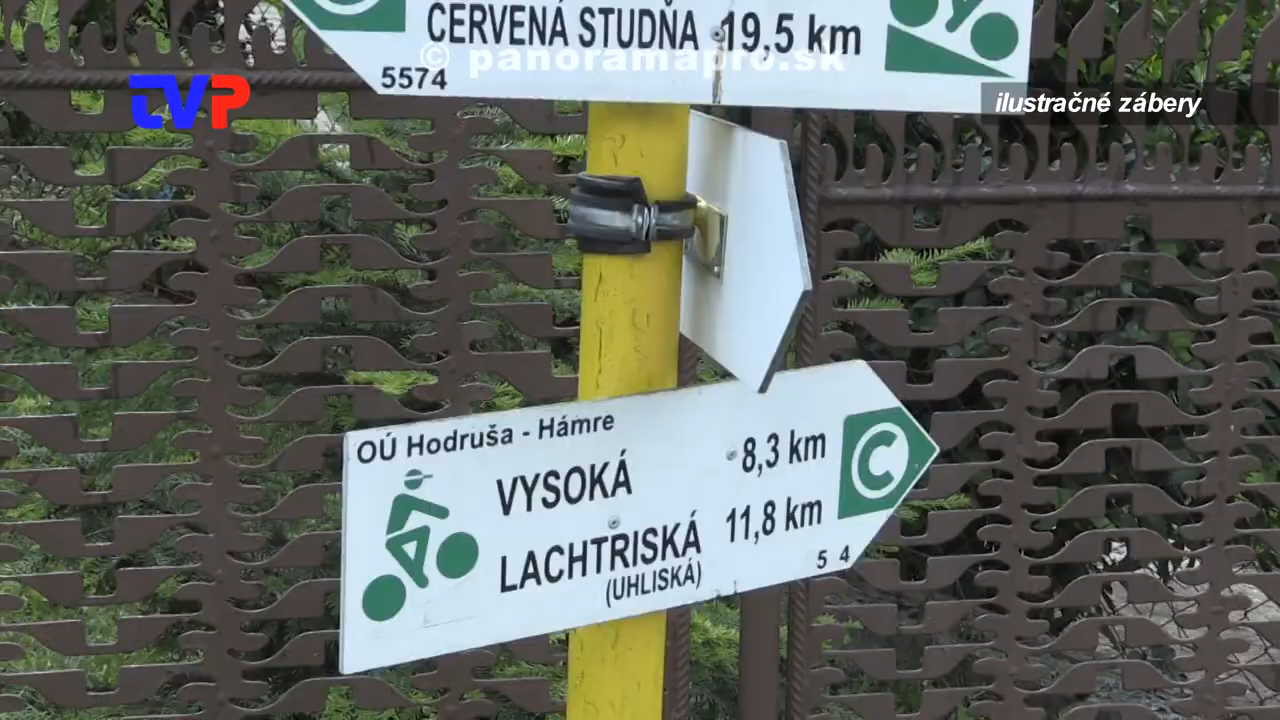 ČERVENÁ STUDŇA 19,5 km
© panoramapro.sk
5574
TVP
ilustračné zábery
OÚ Hodruša - Hámre
VYSOKÁ 8,3 km
LACHTRISKÁ 11,8 km
(UHLISKÁ)
5 4
C